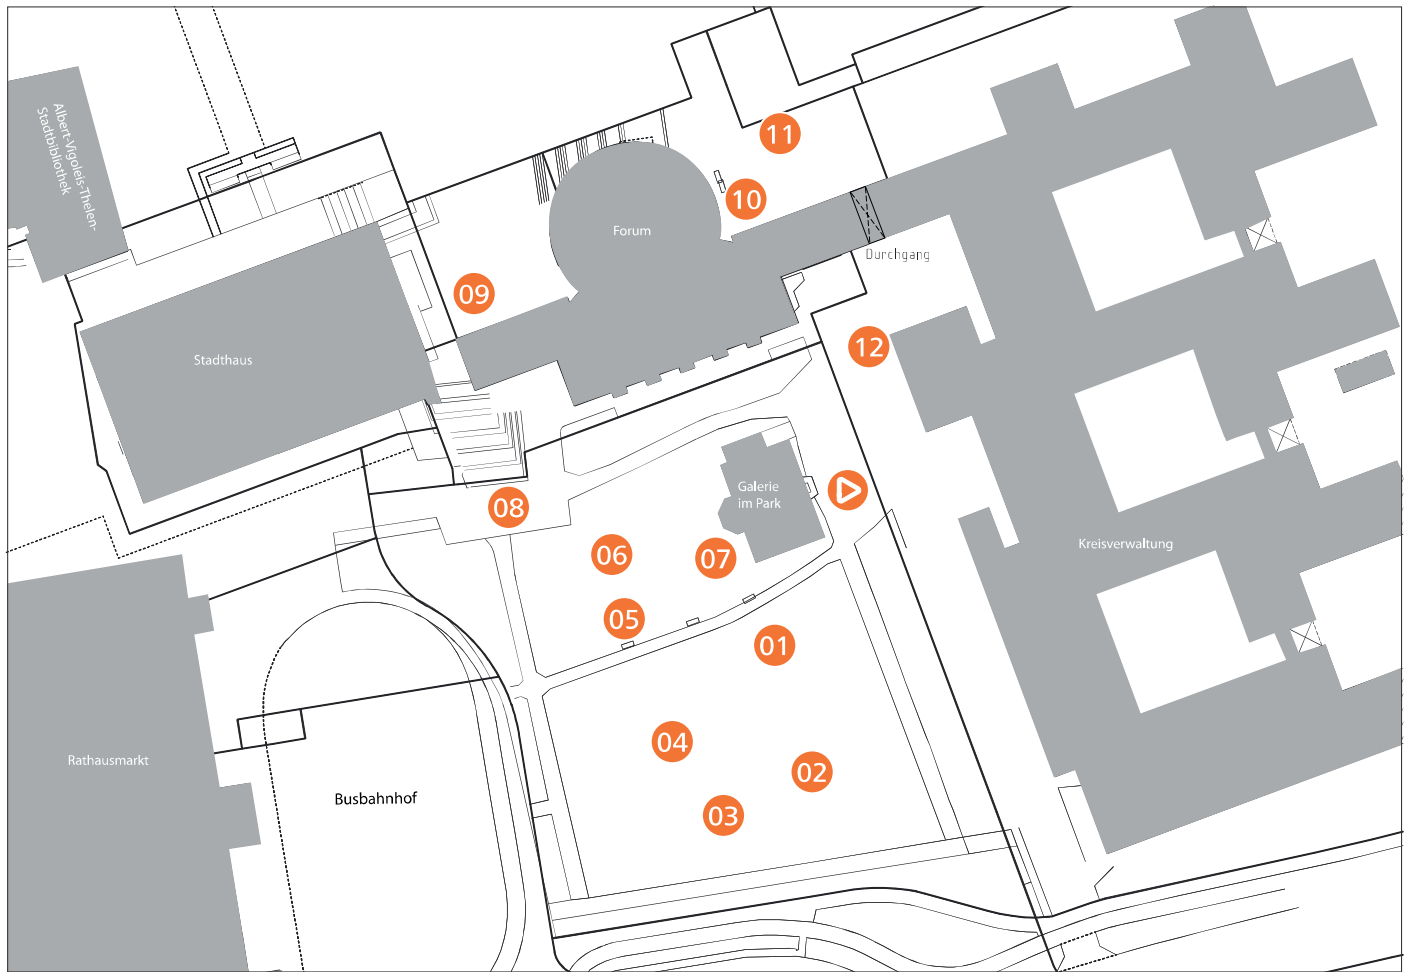 Albert-Vigoleis-Thelen-
Stadtbibliothek
11
10
Forum
Durchgang
09
12
Stadthaus
Galerie
im Park
08
06
07
Kreisverwaltung
05
01
04
Rathausmarkt
02
Busbahnhof
03